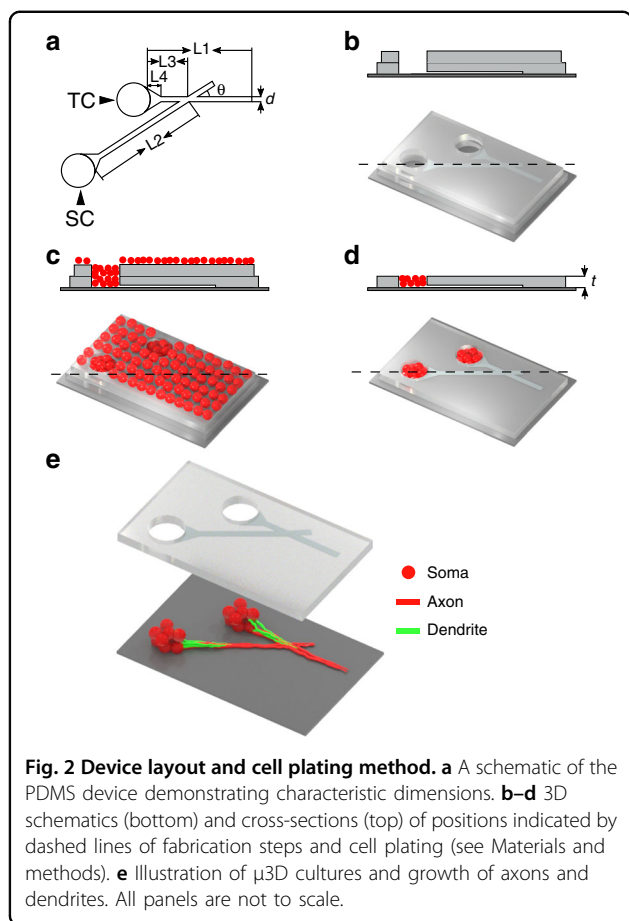 a
L1
L3
L4
θ
d
TC
L2
SC
b
c
d
t
e
Soma
Axon
Dendrite
Fig. 2 Device layout and cell plating method. a A schematic of the
PDMS device demonstrating characteristic dimensions. b–d 3D
schematics (bottom) and cross-sections (top) of positions indicated by
dashed lines of fabrication steps and cell plating (see Materials and
methods). e Illustration of μ3D cultures and growth of axons and
dendrites. All panels are not to scale.